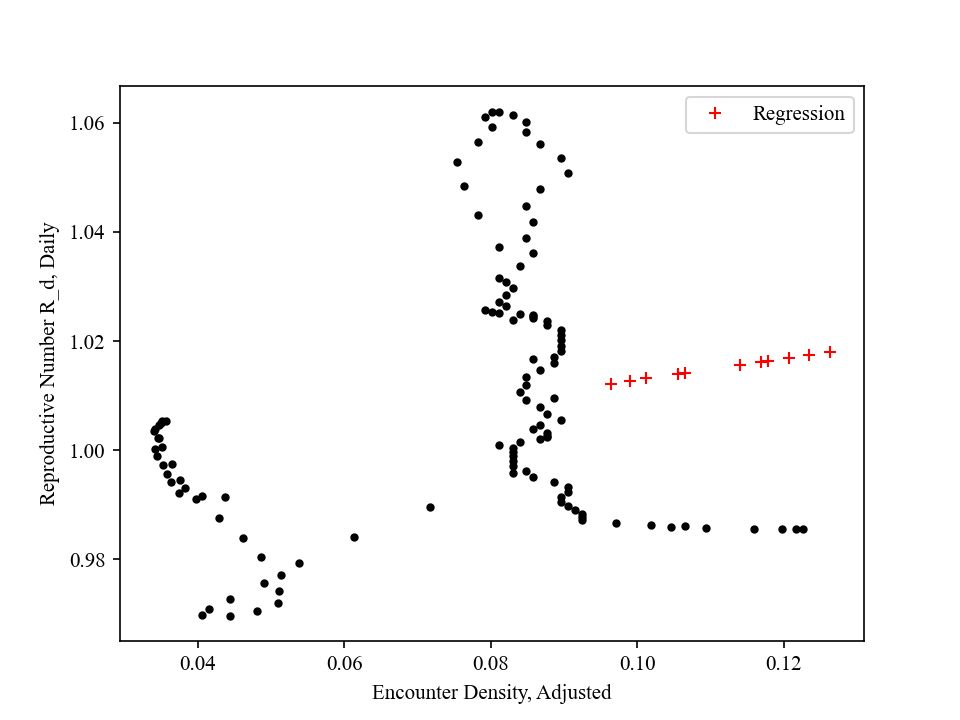 Regression
1.06
1.04
1.02
1.00
0.98
Reproductive Number R_d, Daily
0.04 0.06 0.08 0.10 0.12
Encounter Density, Adjusted